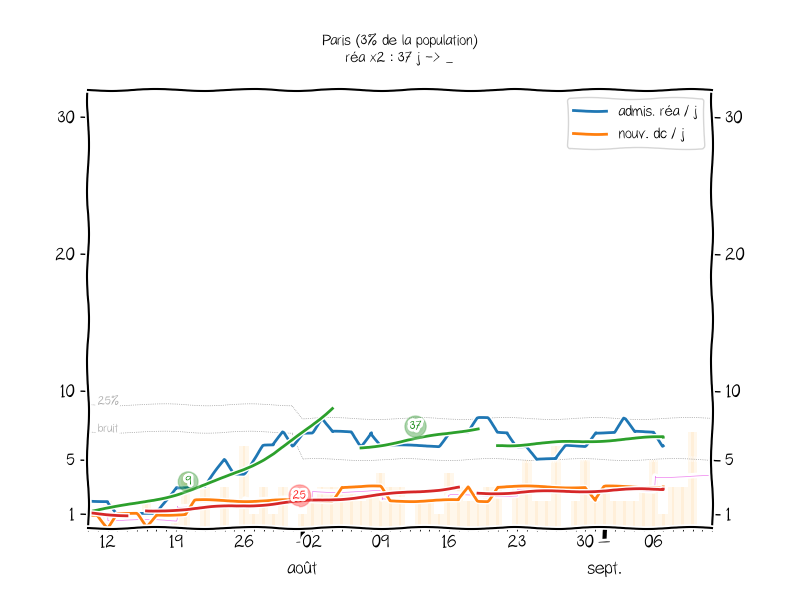 Paris (3% de la population)
réa x2 : 37 j -> _
admis. réa / j
nouv. dc / j
30
30
20
20
10
10
25%
bruit
37
5
5
9
25
1
1
12 19 26 02 09 16 23 30 06
août sept.